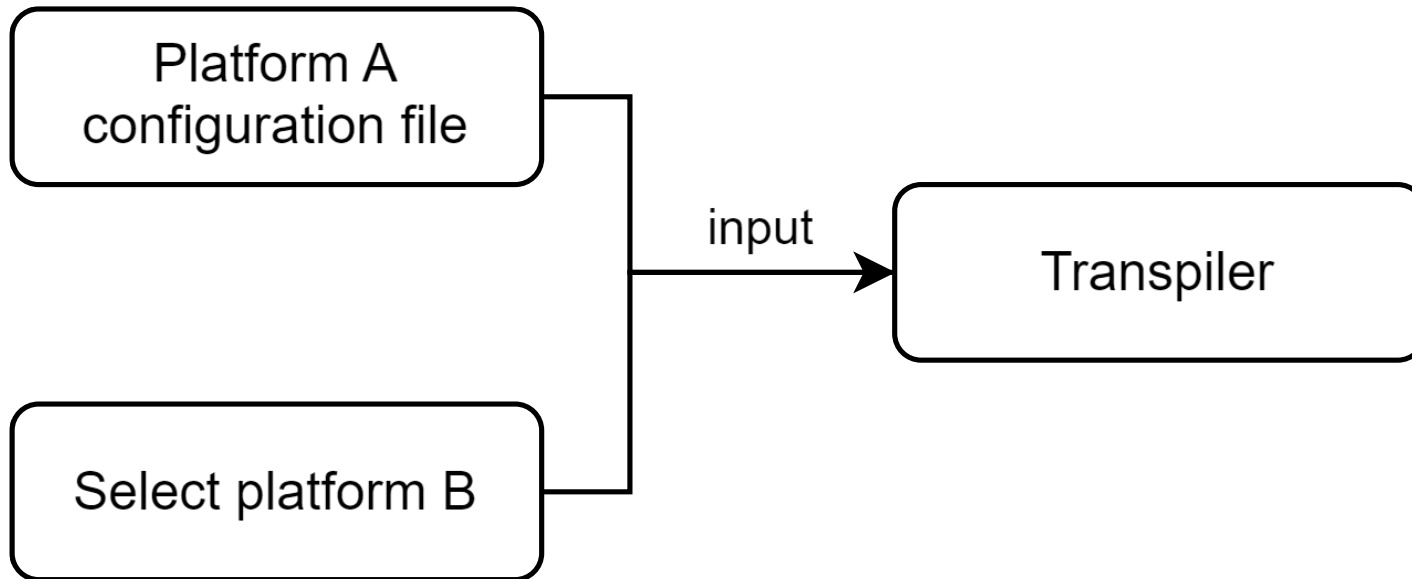 Platform A
configuration file
input
Transpiler
Select platform B